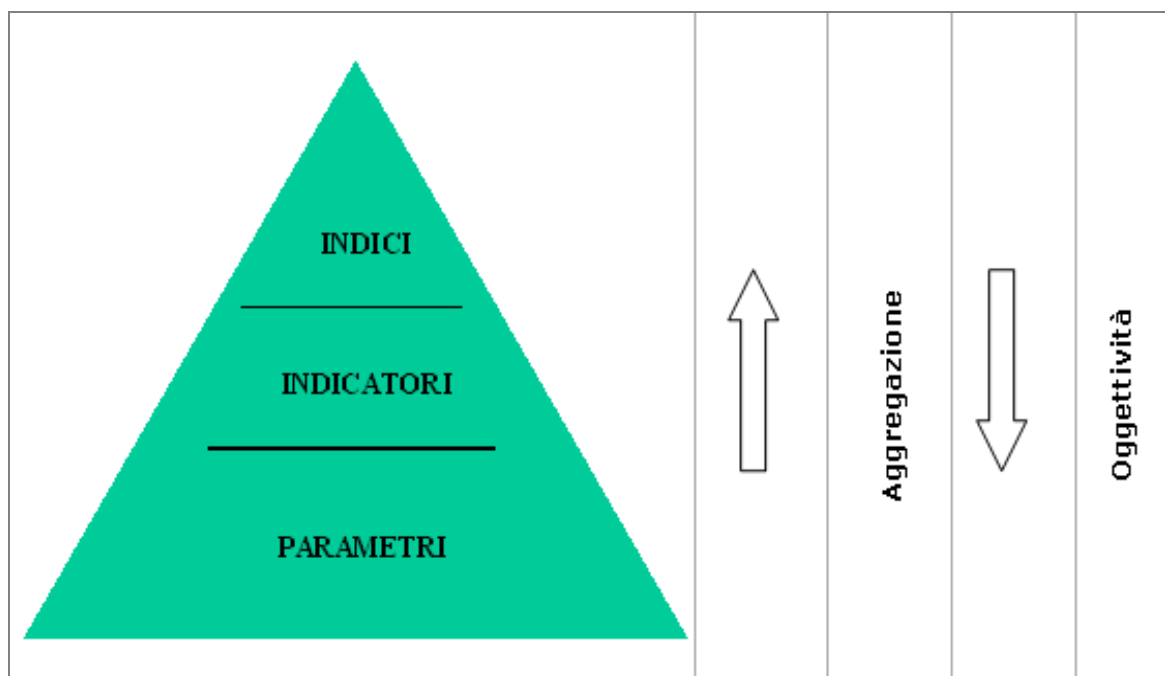 INDICI
INDICATORI
PARAMETRI
Aggregazione
Oggettività